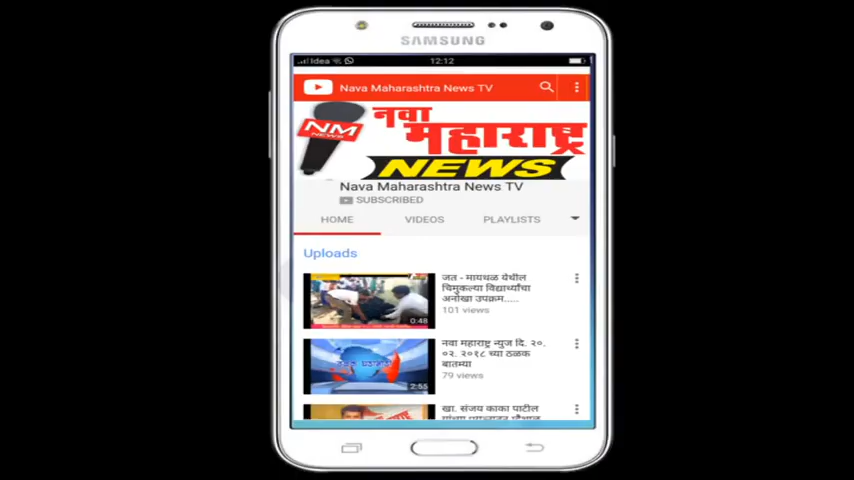 SAMSUNG
Idea
12:12
Nava Maharashtra News TV
NM
NEWS
नवा
महाराष्ट्र
NEWS
Nava Maharashtra News TV
SUBSCRIBED
HOME VIDEOS PLAYLISTS
Uploads
जत - मायथळ येथील
चिमुकल्या विद्यार्थ्यांचा
अनोखा उपक्रम.....
101 views
0:48
नवा महाराष्ट्र न्युज दि. २०.
०२. २०१८ च्या ठळक
बातम्या
79 views
2:55
खा. संजय काका पाटील